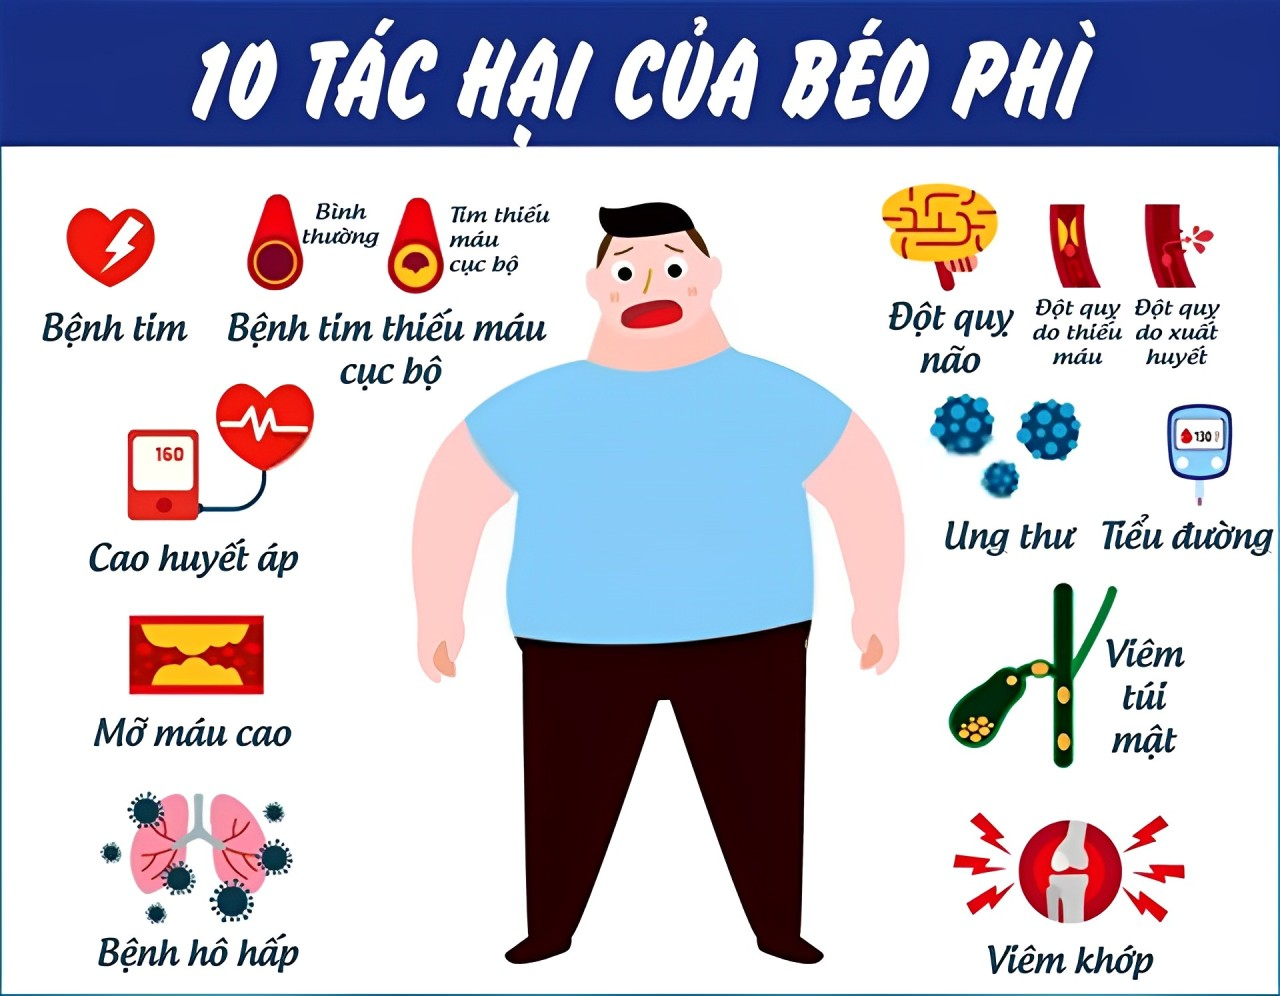 10 TÁC HẠI CỦA BÉO PHÌ
Bệnh tim
Bình
thường
Tim thiếu
máu
cục bộ
Bệnh tim thiếu máu
cục bộ
160
Cao huyết áp
Mỡ máu cao
Bệnh hô hấp
Đột quỵ
não
Đột quỵ
do thiếu
máu
Đột quỵ
do xuất
huyết
Ung thư
130
Tiểu đường
Viêm
túi
mật
Viêm khớp